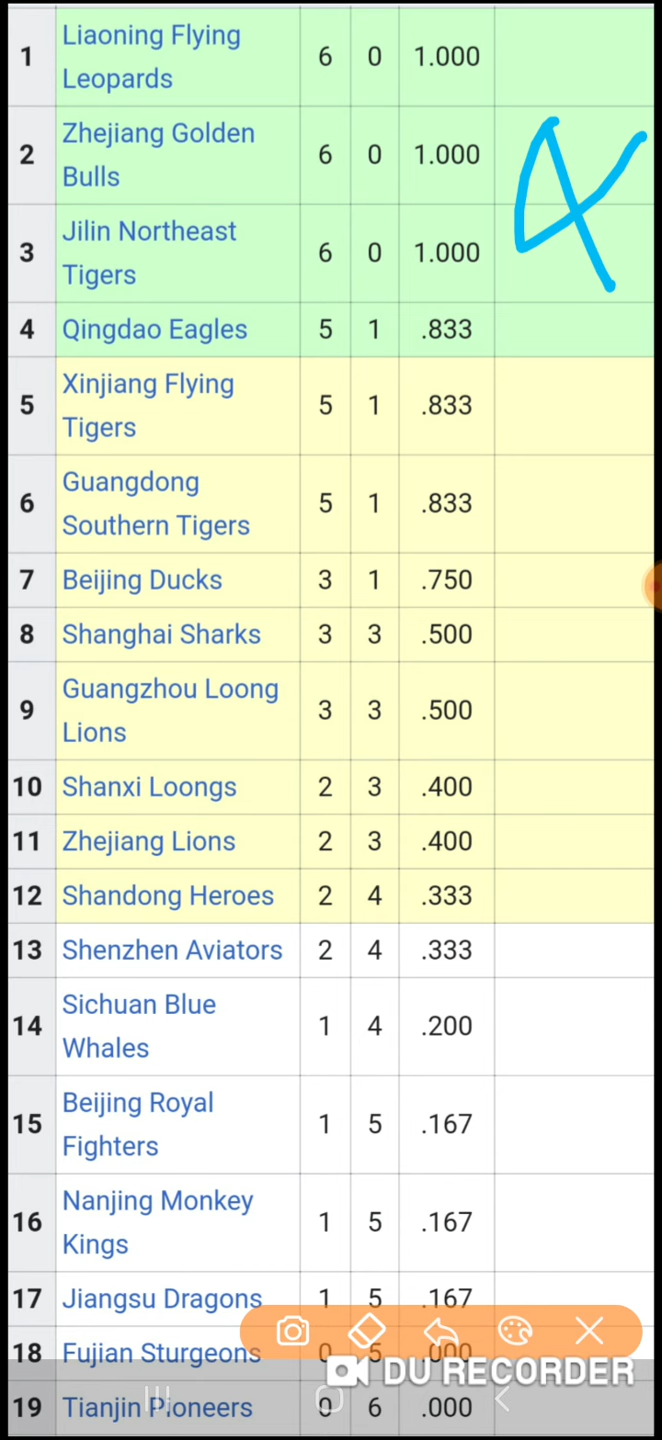 1 Liaoning Flying Leopards 6 0 1.000
2 Zhejiang Golden Bulls 6 0 1.000
3 Jilin Northeast Tigers 6 0 1.000
4 Qingdao Eagles 5 1 .833
5 Xinjiang Flying Tigers 5 1 .833
6 Guangdong Southern Tigers 5 1 .833
7 Beijing Ducks 3 1 .750
8 Shanghai Sharks 3 3 .500
9 Guangzhou Loong Lions 3 3 .500
10 Shanxi Loongs 2 3 .400
11 Zhejiang Lions 2 3 .400
12 Shandong Heroes 2 4 .333
13 Shenzhen Aviators 2 4 .333
14 Sichuan Blue Whales 1 4 .200
15 Beijing Royal Fighters 1 5 .167
16 Nanjing Monkey Kings 1 5 .167
17 Jiangsu Dragons 1 5 .167
18 Fujian Sturgeons 0 5 .000
19 Tianjin Pioneers 0 6 .000
4
DU RECORDER